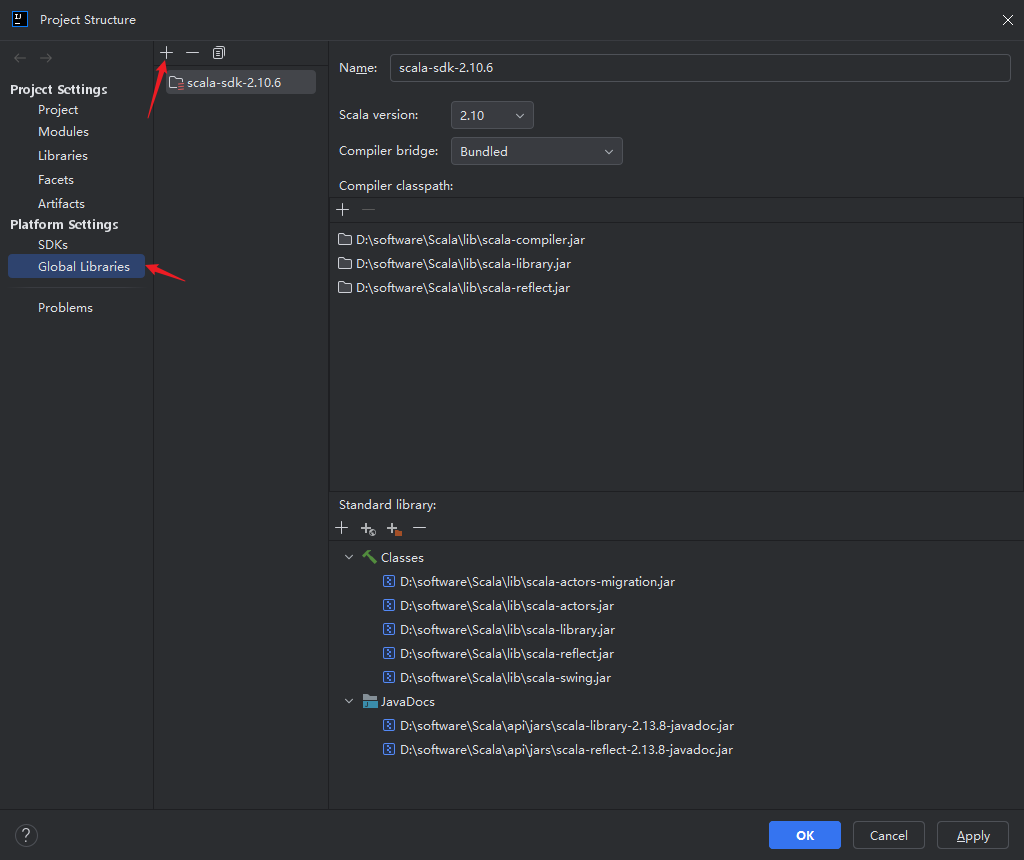 Project Structure
Project Settings
Project
Modules
Libraries
Facets
Artifacts
Platform Settings
SDKs
Global Libraries
Problems
scala-sdk-2.10.6
Name: scala-sdk-2.10.6
Scala version: 2.10
Compiler bridge: Bundled
Compiler classpath:
D:\software\Scala\lib\scala-compiler.jar
D:\software\Scala\lib\scala-library.jar
D:\software\Scala\lib\scala-reflect.jar
Standard library:
Classes
D:\software\Scala\lib\scala-actors-migration.jar
D:\software\Scala\lib\scala-actors.jar
D:\software\Scala\lib\scala-library.jar
D:\software\Scala\lib\scala-reflect.jar
D:\software\Scala\lib\scala-swing.jar
JavaDocs
D:\software\Scala\api\jars\scala-library-2.13.8-javadoc.jar
D:\software\Scala\api\jars\scala-reflect-2.13.8-javadoc.jar
? OK Cancel Apply